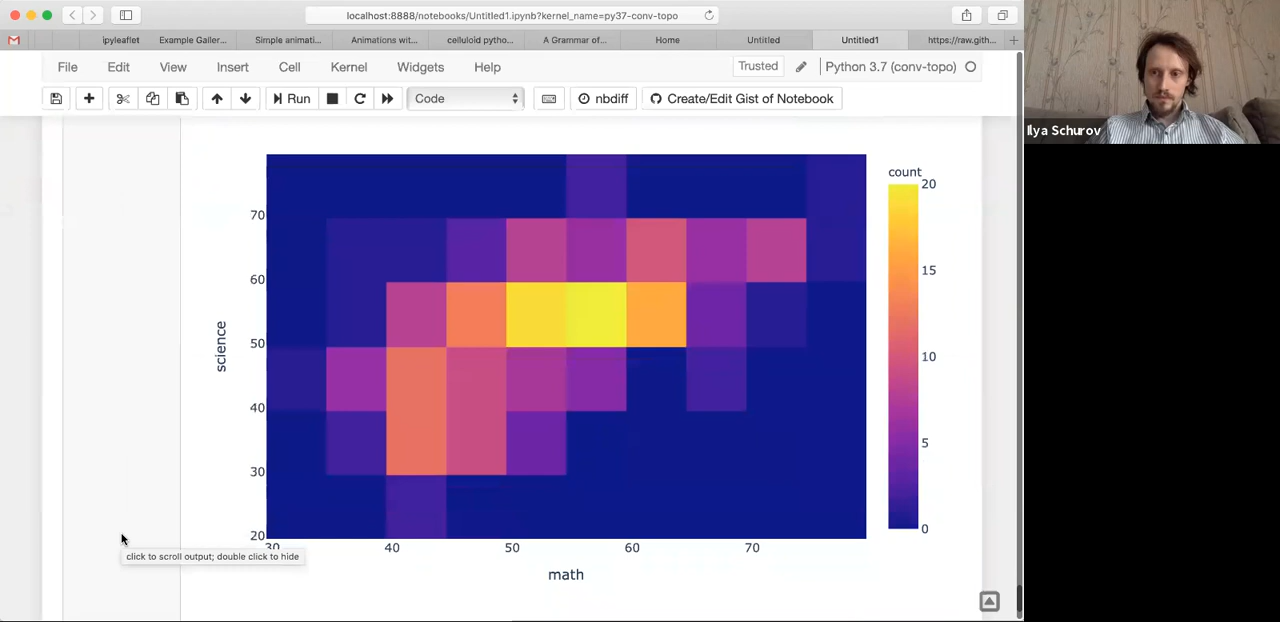 localhost:8888/notebooks/Untitled1.ipynb?kernel_name=py37-conv-topo
ipyleaflet Example Galler... Simple animati... Animations wit... celluloid pytho... A Grammar of... Home Untitled Untitled1 https://raw.gith...
File Edit View Insert Cell Kernel Widgets Help Trusted Python 3.7 (conv-topo)
Run Code nbdiff Create/Edit Gist of Notebook
Ilya Schurov
count
20
15
10
5
0
science
70
60
50
40
30
20
30 40 50 60 70
math
click to scroll output; double click to hide